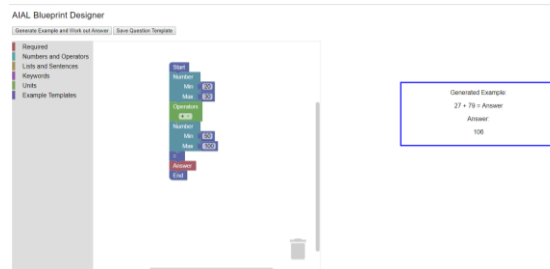 AIAL Blueprint Designer
Generate Example and Work out Answer Save Question Template
Required
Numbers and Operators
Lists and Sentences
Keywords
Units
Example Templates
Start
Number
Min 20
Max
Operators
Number
Min 50
Max 100
Answer
End
Generated Example:
27 + 79 = Answer
Answer:
106